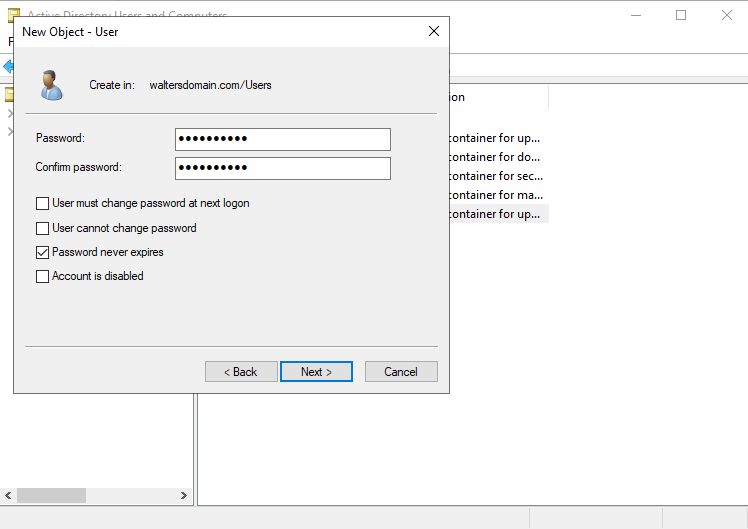 Active Directory Users and Computers
New Object - User
Create in: waltersdomain.com/Users
Password: ●●●●●●●●●●
Confirm password: ●●●●●●●●●●
User must change password at next logon
User cannot change password
Password never expires
Account is disabled
< Back
Next >
Cancel
ion
container for up...
container for do...
container for sec...
container for ma...
container for up...